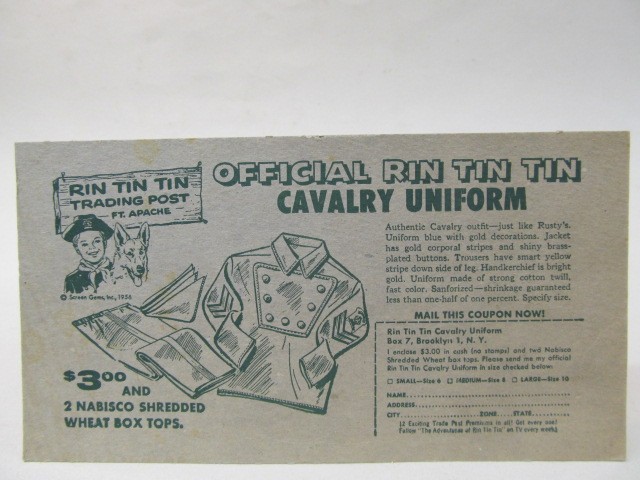 RIN TIN TIN
TRADING POST
FT. APACHE
© Screen Gems, Inc., 1956
OFFICIAL RIN TIN TIN
CAVALRY UNIFORM
Authentic Cavalry outfit—just like Rusty's.
Uniform blue with gold decorations. Jacket
has gold corporal stripes and shiny brass-
plated buttons. Trousers have smart yellow
stripe down side of leg. Handkerchief is bright
gold. Uniform made of strong cotton twill,
fast color. Sanforized—shrinkage guaranteed
less than one-half of one percent. Specify size.
$3.00
AND
2 NABISCO SHREDDED
WHEAT BOX TOPS.
MAIL THIS COUPON NOW!
Rin Tin Tin Cavalry Uniform
Box 7, Brooklyn 1, N. Y.
I enclose $3.00 in cash (no stamps) and two Nabisco
Shredded Wheat box tops. Please send me my official
Rin Tin Tin Cavalry Uniform in size checked below:
□ SMALL—Size 6 □ MEDIUM—Size 8 □ LARGE—Size 10
NAME
ADDRESS
CITY ZONE STATE
12 Exciting Trade Post Premiums in all! Get every one!
Follow "The Adventures of Rin Tin Tin" on TV every week!